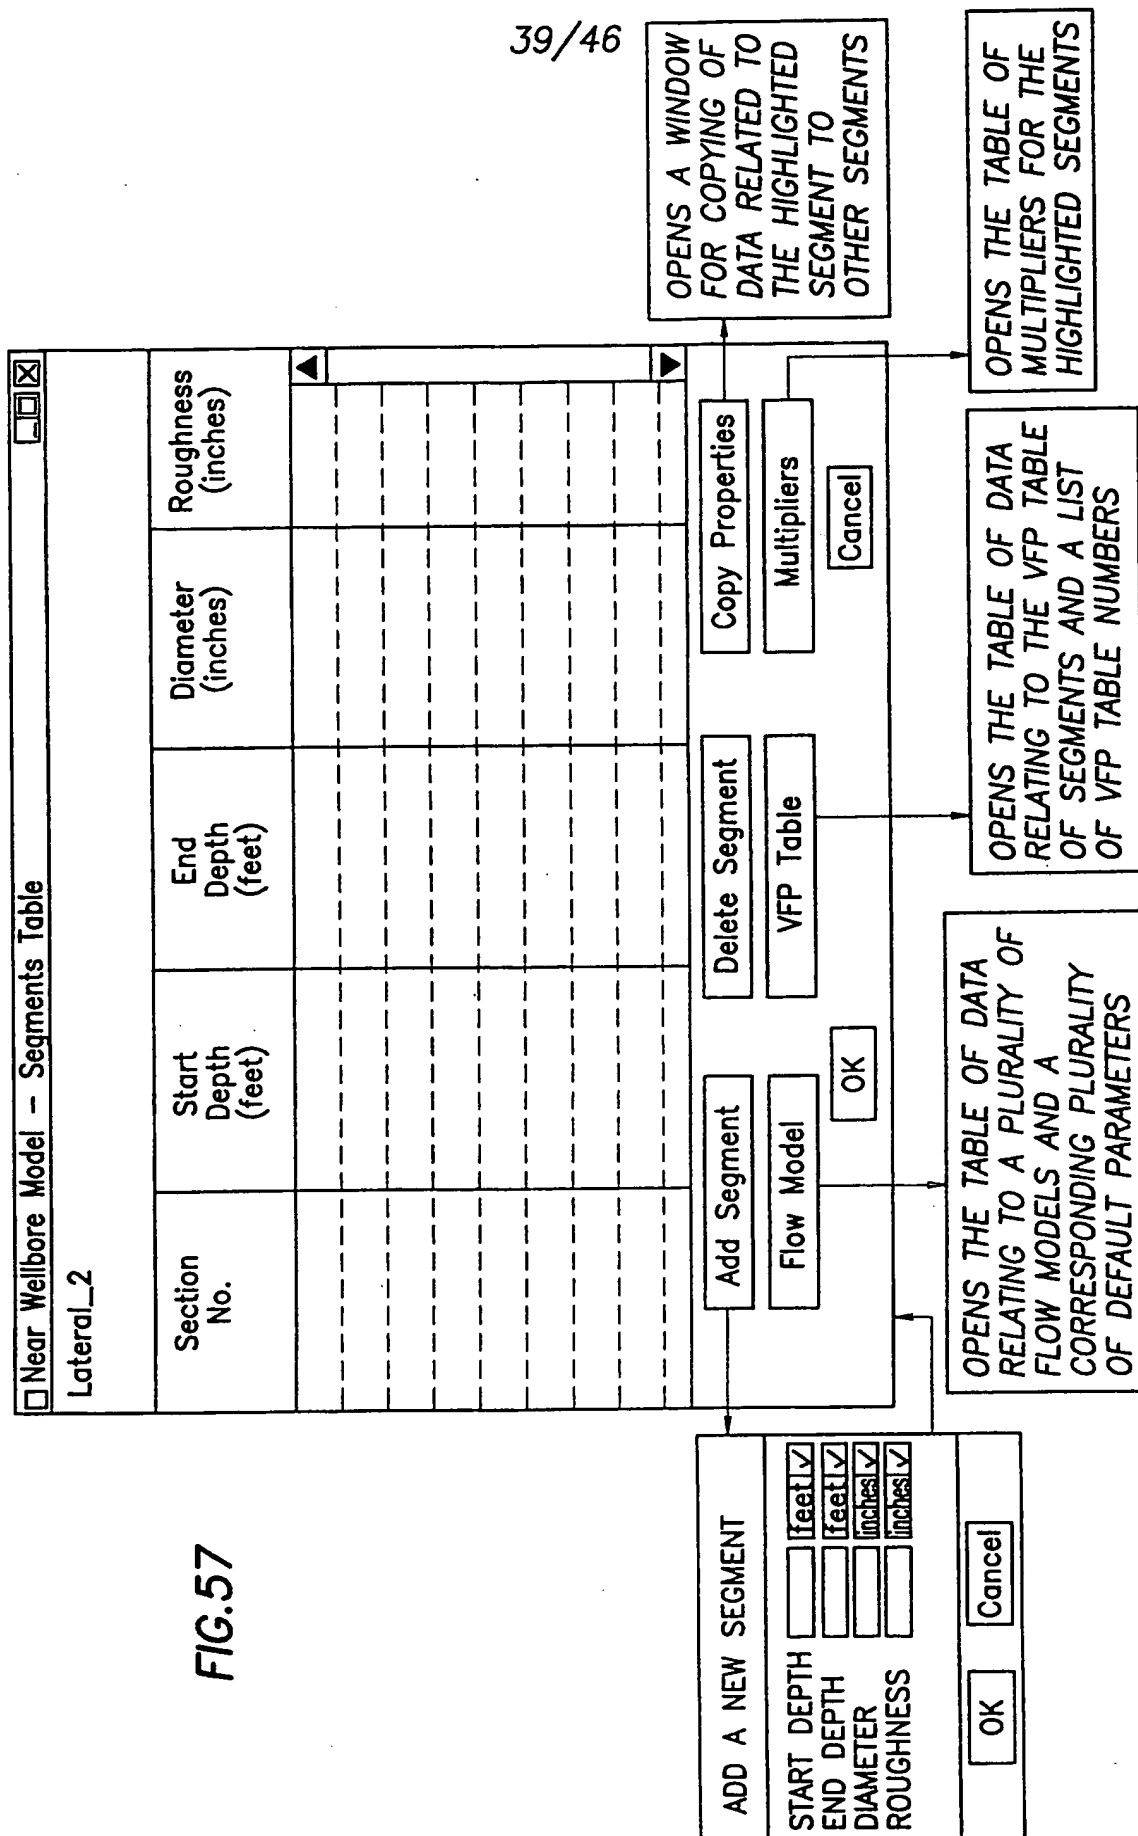 39/46
FIG.57
Near Wellbore Model – Segments Table
Lateral_2
Section
No.
Start
Depth
(feet)
End
Depth
(feet)
Diameter
(inches)
Roughness
(inches)
Add Segment
Delete Segment
Copy Properties
Flow Model
VFP Table
Multipliers
OK
Cancel
ADD A NEW SEGMENT
START DEPTH feet
END DEPTH feet
DIAMETER inches
ROUGHNESS inches
OK
Cancel
OPENS THE TABLE OF DATA
RELATING TO A PLURALITY OF
FLOW MODELS AND A
CORRESPONDING PLURALITY
OF DEFAULT PARAMETERS
OPENS THE TABLE OF DATA
RELATING TO THE VFP TABLE
OF SEGMENTS AND A LIST
OF VFP TABLE NUMBERS
OPENS A WINDOW
FOR COPYING OF
DATA RELATED TO
THE HIGHLIGHTED
SEGMENT TO
OTHER SEGMENTS
OPENS THE TABLE OF
MULTIPLIERS FOR THE
HIGHLIGHTED SEGMENTS